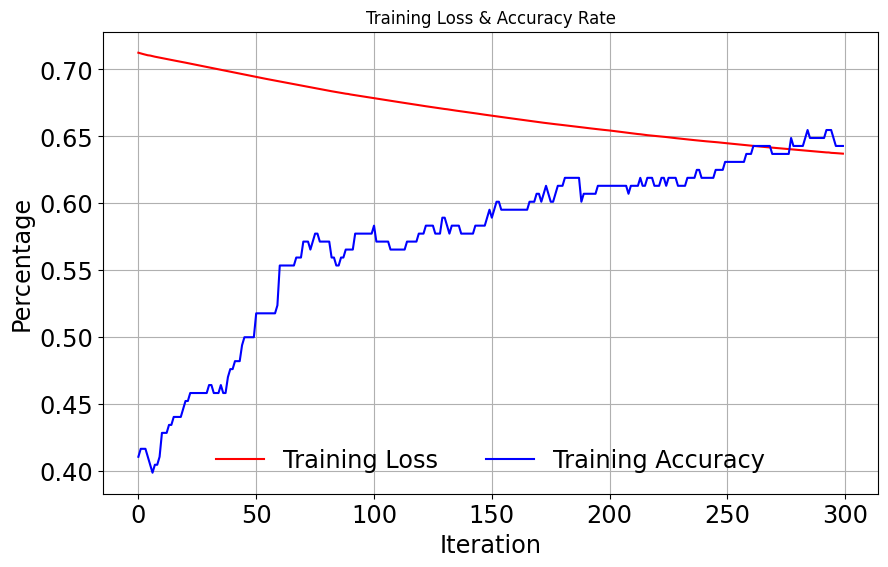 Training Loss & Accuracy Rate
Percentage
0.70
0.65
0.60
0.55
0.50
0.45
0.40
Training Loss
Training Accuracy
0 50 100 150 200 250 300
Iteration